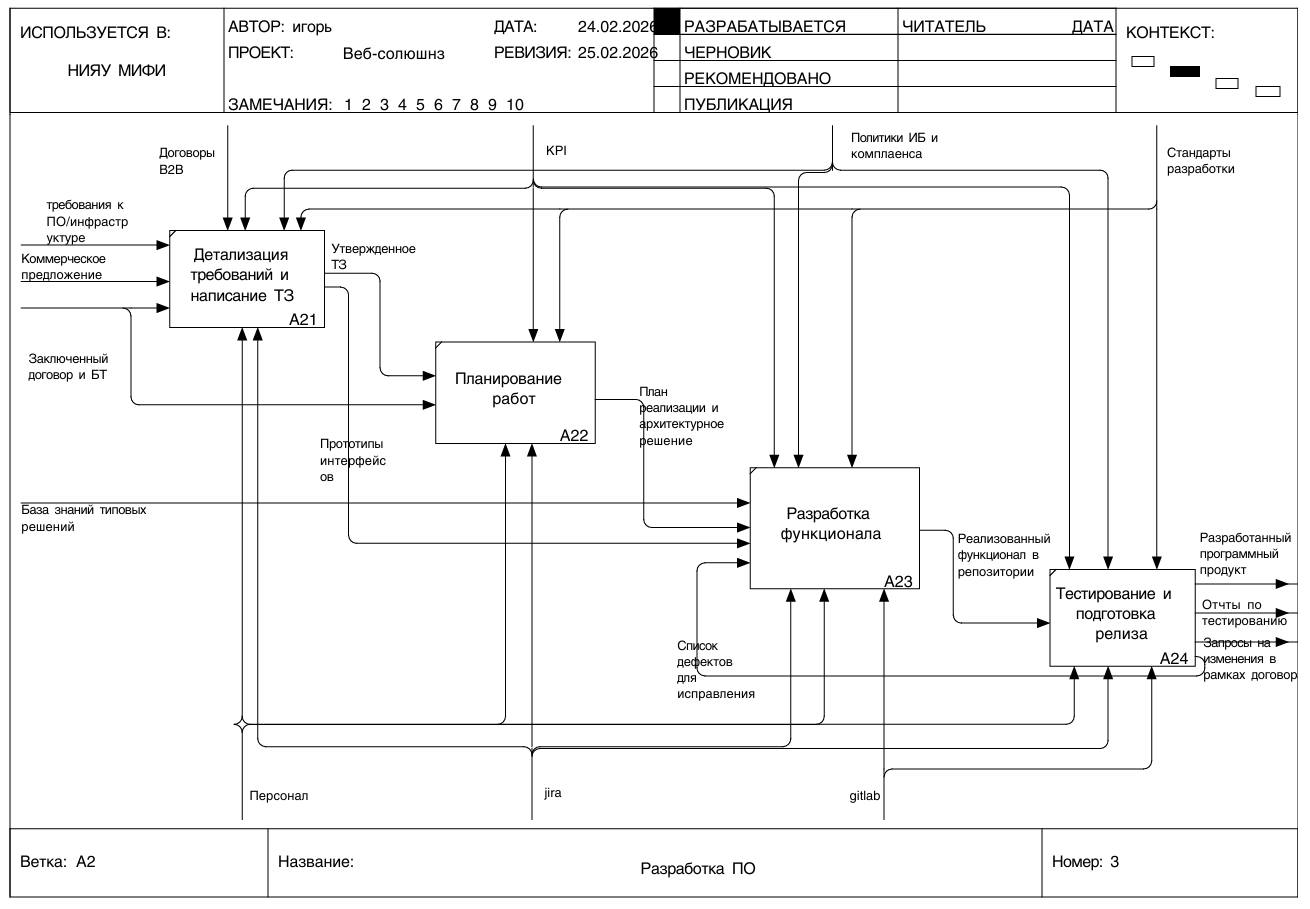 ИСПОЛЬЗУЕТСЯ В:
НИЯУ МИФИ
АВТОР: игорь
ДАТА: 24.02.2026
ПРОЕКТ: Веб-солюшнз
РЕВИЗИЯ: 25.02.2026
ЗАМЕЧАНИЯ: 1 2 3 4 5 6 7 8 9 10
РАЗРАБАТЫВАЕТСЯ
ЧЕРНОВИК
РЕКОМЕНДОВАНО
ПУБЛИКАЦИЯ
ЧИТАТЕЛЬ ДАТА
КОНТЕКСТ:
Договоры
B2B
KPI
Политики ИБ и
комплаенса
Стандарты
разработки
требования к
ПО/инфрастр
уктуре
Коммерческое
предложение
Детализация
требований и
написание ТЗ
A21
Утвержденное
ТЗ
Заключенный
договор и БТ
Планирование
работ
A22
План
реализации и
архитектурное
решение
Прототипы
интерфейс
ов
База знаний типовых
решений
Разработка
функционала
A23
Реализованный
функционал в
репозитории
Разработанный
программный
продукт
Тестирование и
подготовка
релиза
A24
Отчты по
тестированию
Запросы на
изменения в
рамках договор
Список
дефектов
для
исправления
Персонал
jira
gitlab
Ветка: A2
Название:
Разработка ПО
Номер: 3